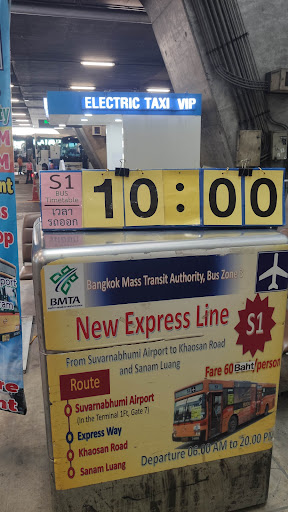 ELECTRIC TAXI VIP
S1
BUS
Timetable
เวลา
รถออก
10:00
BMTA
Bangkok Mass Transit Authority, Bus Zone
New Express Line
S1
From Suvarnabhumi Airport to Khaosan Road
and Sanam Luang
Fare 60 Baht/person
Route
Suvarnabhumi Airport
(In the Terminal 1Ft, Gate 7)
Express Way
Khaosan Road
Sanam Luang
Departure 06.00 AM to 20.00 PM